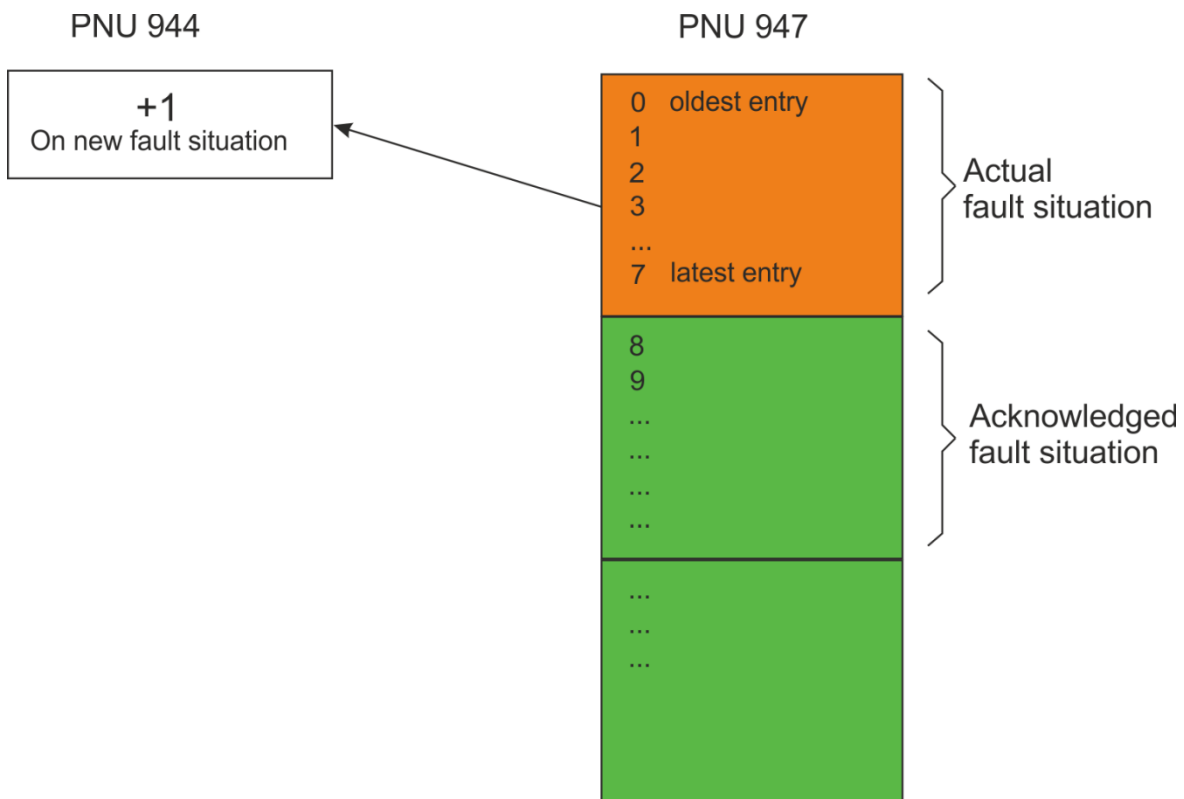 PNU 944
PNU 947
+1
On new fault situation
0 oldest entry
1
2
3
...
7 latest entry
Actual
fault situation
8
9
...
...
...
...
Acknowledged
fault situation
...
...
...